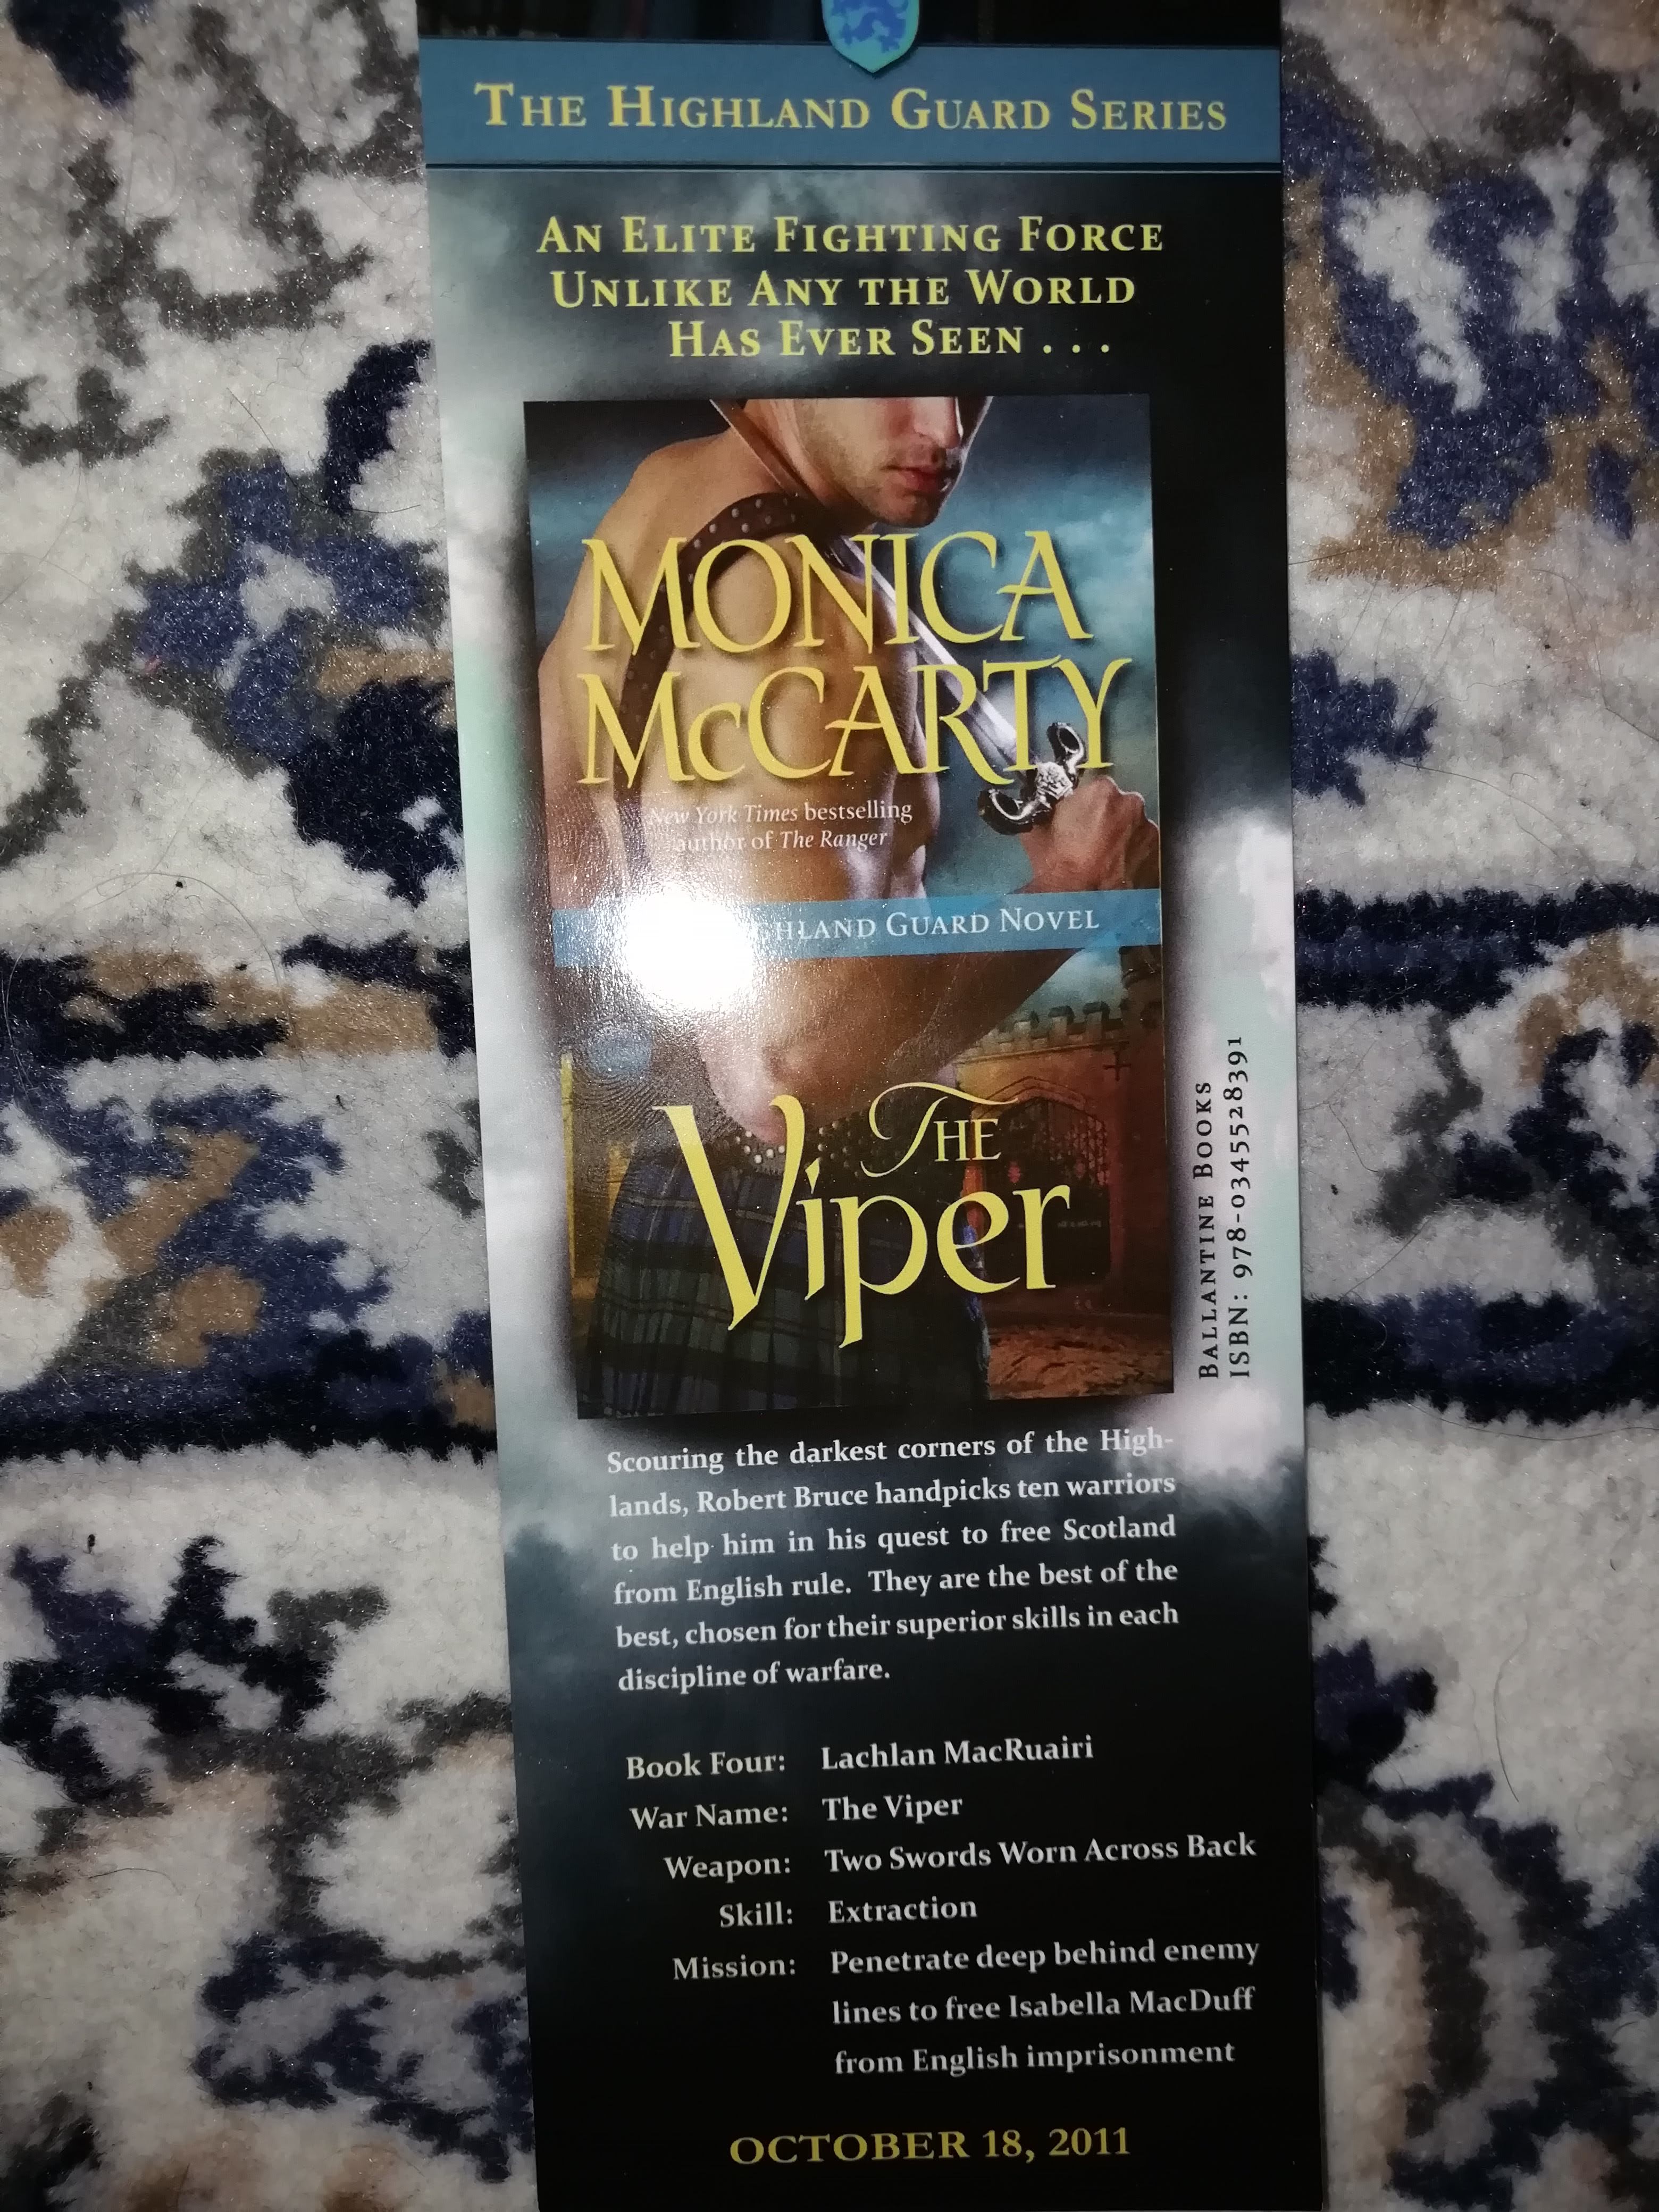 THE HIGHLAND GUARD SERIES
AN ELITE FIGHTING FORCE
UNLIKE ANY THE WORLD
HAS EVER SEEN . . .
MONICA
McCARTY
New York Times bestselling
author of The Ranger
HIGHLAND GUARD NOVEL
THE
Viper
BALLANTINE BOOKS
ISBN: 978-0345528391
Scouring the darkest corners of the High-
lands, Robert Bruce handpicks ten warriors
to help him in his quest to free Scotland
from English rule. They are the best of the
best, chosen for their superior skills in each
discipline of warfare.
Book Four: Lachlan MacRuairi
War Name: The Viper
Weapon: Two Swords Worn Across Back
Skill: Extraction
Mission: Penetrate deep behind enemy
lines to free Isabella MacDuff
from English imprisonment
OCTOBER 18, 2011